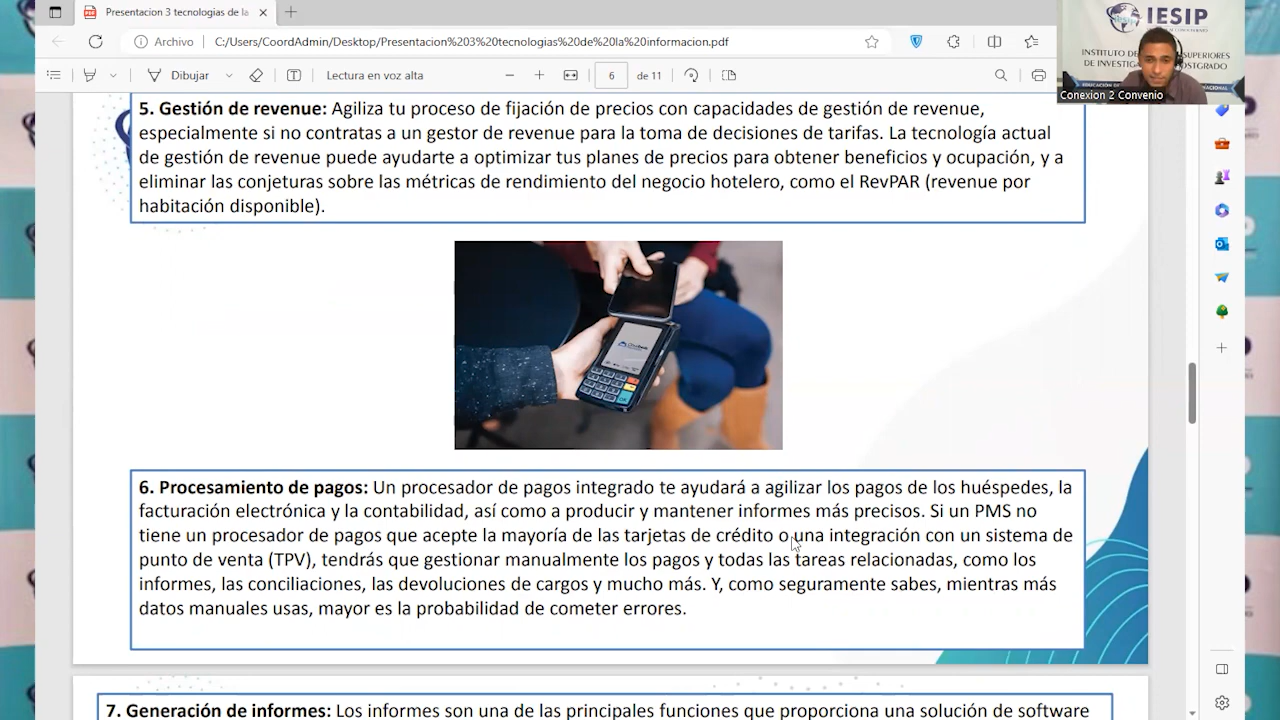 Presentacion 3 tecnologias de la
Archivo
C:/Users/CoordAdmin/Desktop/Presentacion%203%20tecnologias%20de%20la%20informacion.pdf
Dibujar
Lectura en voz alta
6
de 11
IESIP
Conexion 2 Convenio
5. Gestión de revenue: Agiliza tu proceso de fijación de precios con capacidades de gestión de revenue,
especialmente si no contratas a un gestor de revenue para la toma de decisiones de tarifas. La tecnología actual
de gestión de revenue puede ayudarte a optimizar tus planes de precios para obtener beneficios y ocupación, y a
eliminar las conjeturas sobre las métricas de rendimiento del negocio hotelero, como el RevPAR (revenue por
habitación disponible).
6. Procesamiento de pagos: Un procesador de pagos integrado te ayudará a agilizar los pagos de los huéspedes, la
facturación electrónica y la contabilidad, así como a producir y mantener informes más precisos. Si un PMS no
tiene un procesador de pagos que acepte la mayoría de las tarjetas de crédito o una integración con un sistema de
punto de venta (TPV), tendrás que gestionar manualmente los pagos y todas las tareas relacionadas, como los
informes, las conciliaciones, las devoluciones de cargos y mucho más. Y, como seguramente sabes, mientras más
datos manuales usas, mayor es la probabilidad de cometer errores.
7. Generación de informes: Los informes son una de las principales funciones que proporciona una solución de software